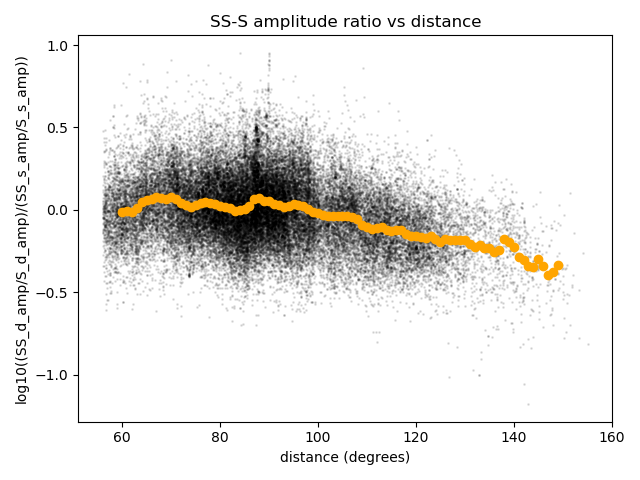 SS-S amplitude ratio vs distance
log10((SS_d_amp/S_d_amp)/(SS_s_amp/S_s_amp))
1.0
0.5
0.0
−0.5
−1.0
60 80 100 120 140 160
distance (degrees)